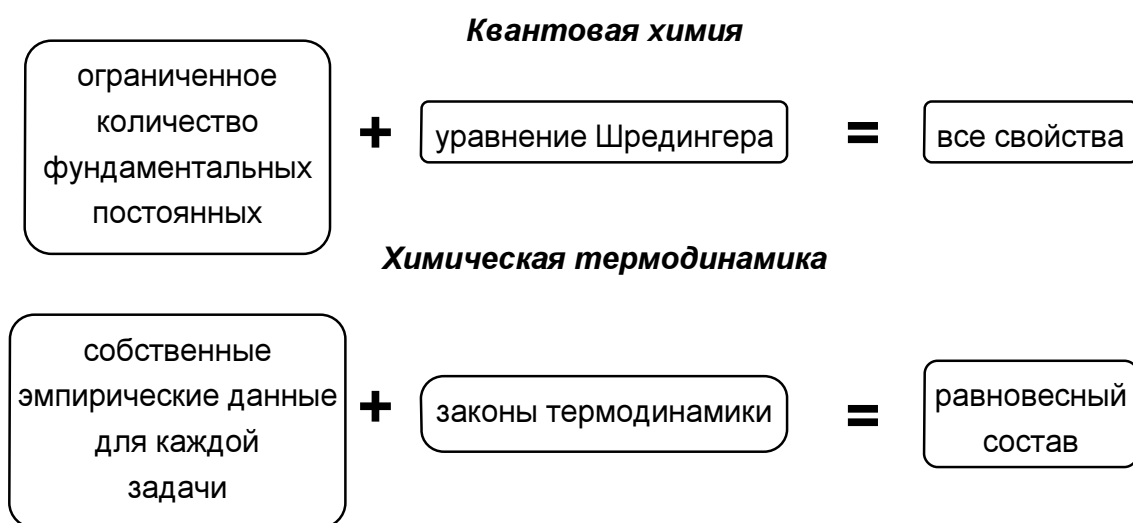 Квантовая химия
ограниченное
количество
фундаментальных
постоянных
+
уравнение Шредингера
=
все свойства
Химическая термодинамика
собственные
эмпирические данные
для каждой
задачи
+
законы термодинамики
=
равновесный
состав